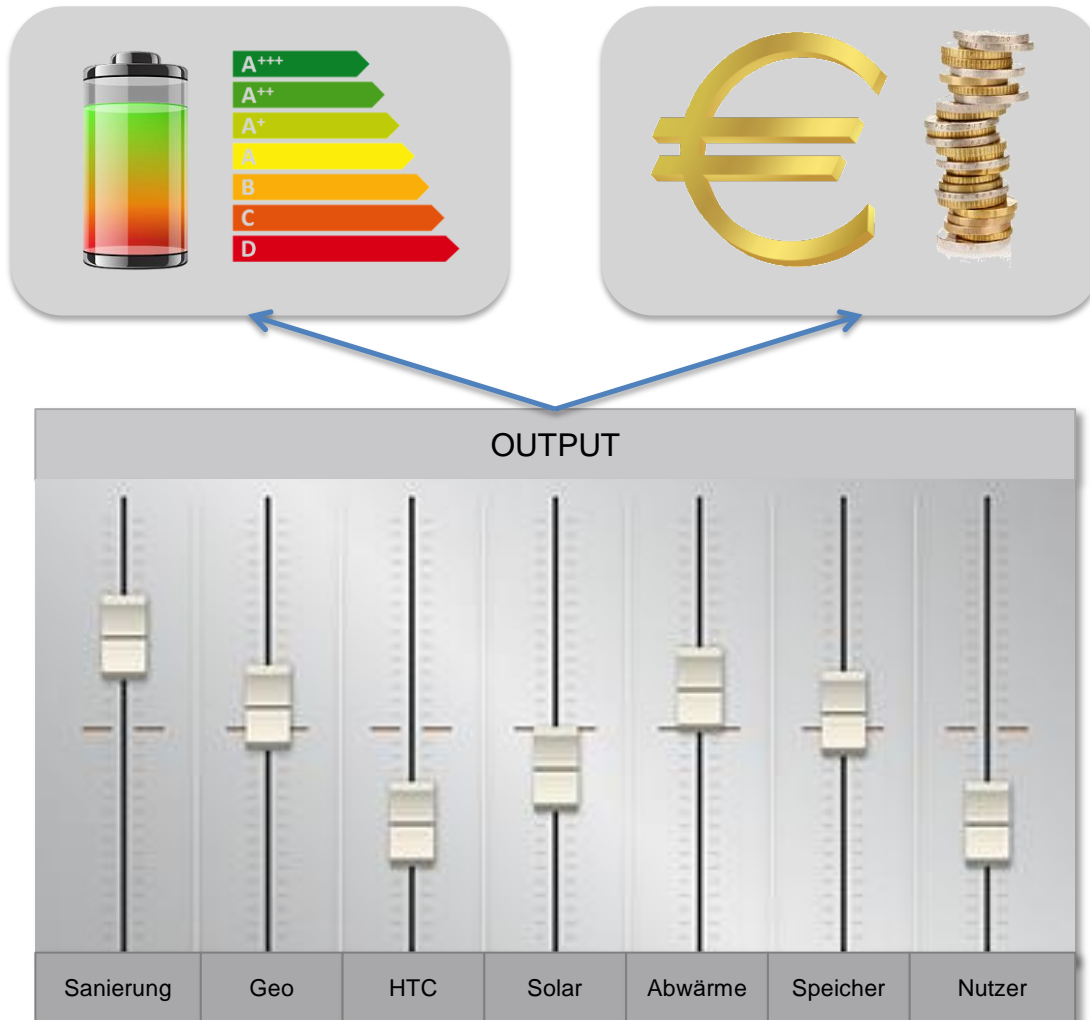 A+++
A++
A+
A
B
C
D
€
OUTPUT
Sanierung Geo HTC Solar Abwärme Speicher Nutzer